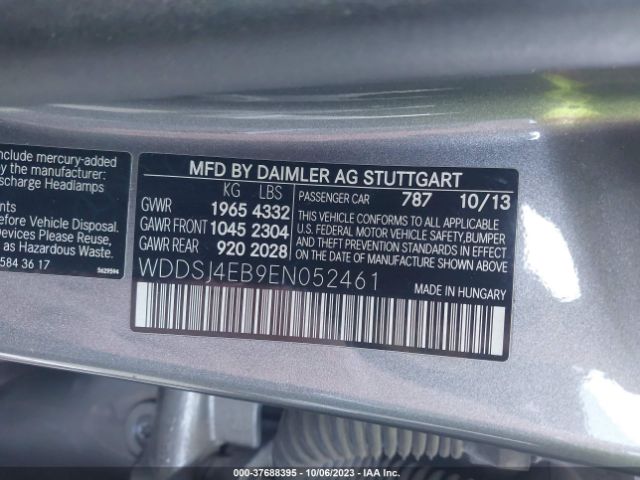 nclude mercury-added
by the manufacturer:
scharge Headlamps
efore Vehicle Disposal.
Devices Please Reuse,
as Hazardous Waste.
584 36 17
5629594
MFD BY DAIMLER AG STUTTGART
KG LBS
GVWR 1965 4332
GAWR FRONT 1045 2304
GAWR REAR 920 2028
PASSENGER CAR 787 10/13
THIS VEHICLE CONFORMS TO ALL APPLICABLE
U.S. FEDERAL MOTOR VEHICLE SAFETY, BUMPER
AND THEFT PREVENTION STANDARDS IN EFFECT
ON THE DATE OF MANUFACTURE SHOWN ABOVE.
WDDSJ4EB9EN052461
MADE IN HUNGARY
000-37688395 - 10/06/2023 - IAA Inc.